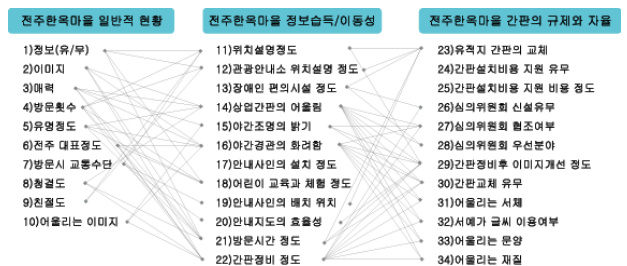 전주한옥마을 일반적 현황
1)정보(유/무)
2)이미지
3)매력
4)방문횟수
5)유명정도
6)전주 대표정도
7)방문시 교통수단
8)청결도
9)친절도
10)어울리는 이미지
전주한옥마을 정보습득/이동성
11)위치설명정도
12)관광안내소 위치설명 정도
13)장애인 편의시설 정도
14)상업간판의 어울림
15)야간조명의 밝기
16)야간경관의 화려함
17)안내사인의 설치 정도
18)어린이 교육과 체험 정도
19)안내사인의 배치 위치
20)안내지도의 효율성
21)방문시간 정도
22)간판정비 정도
전주한옥마을 간판의 규제와 자율
23)유적지 간판의 교체
24)간판설치비용 지원 유무
25)간판설치비용 지원 비용 정도
26)심의위원회 신설유무
27)심의위원회 협조여부
28)심의위원회 우선분야
29)간판정비후 이미지개선 정도
30)간판교체 유무
31)어울리는 서체
32)서예가 글씨 이용여부
33)어울리는 문양
34)어울리는 재질